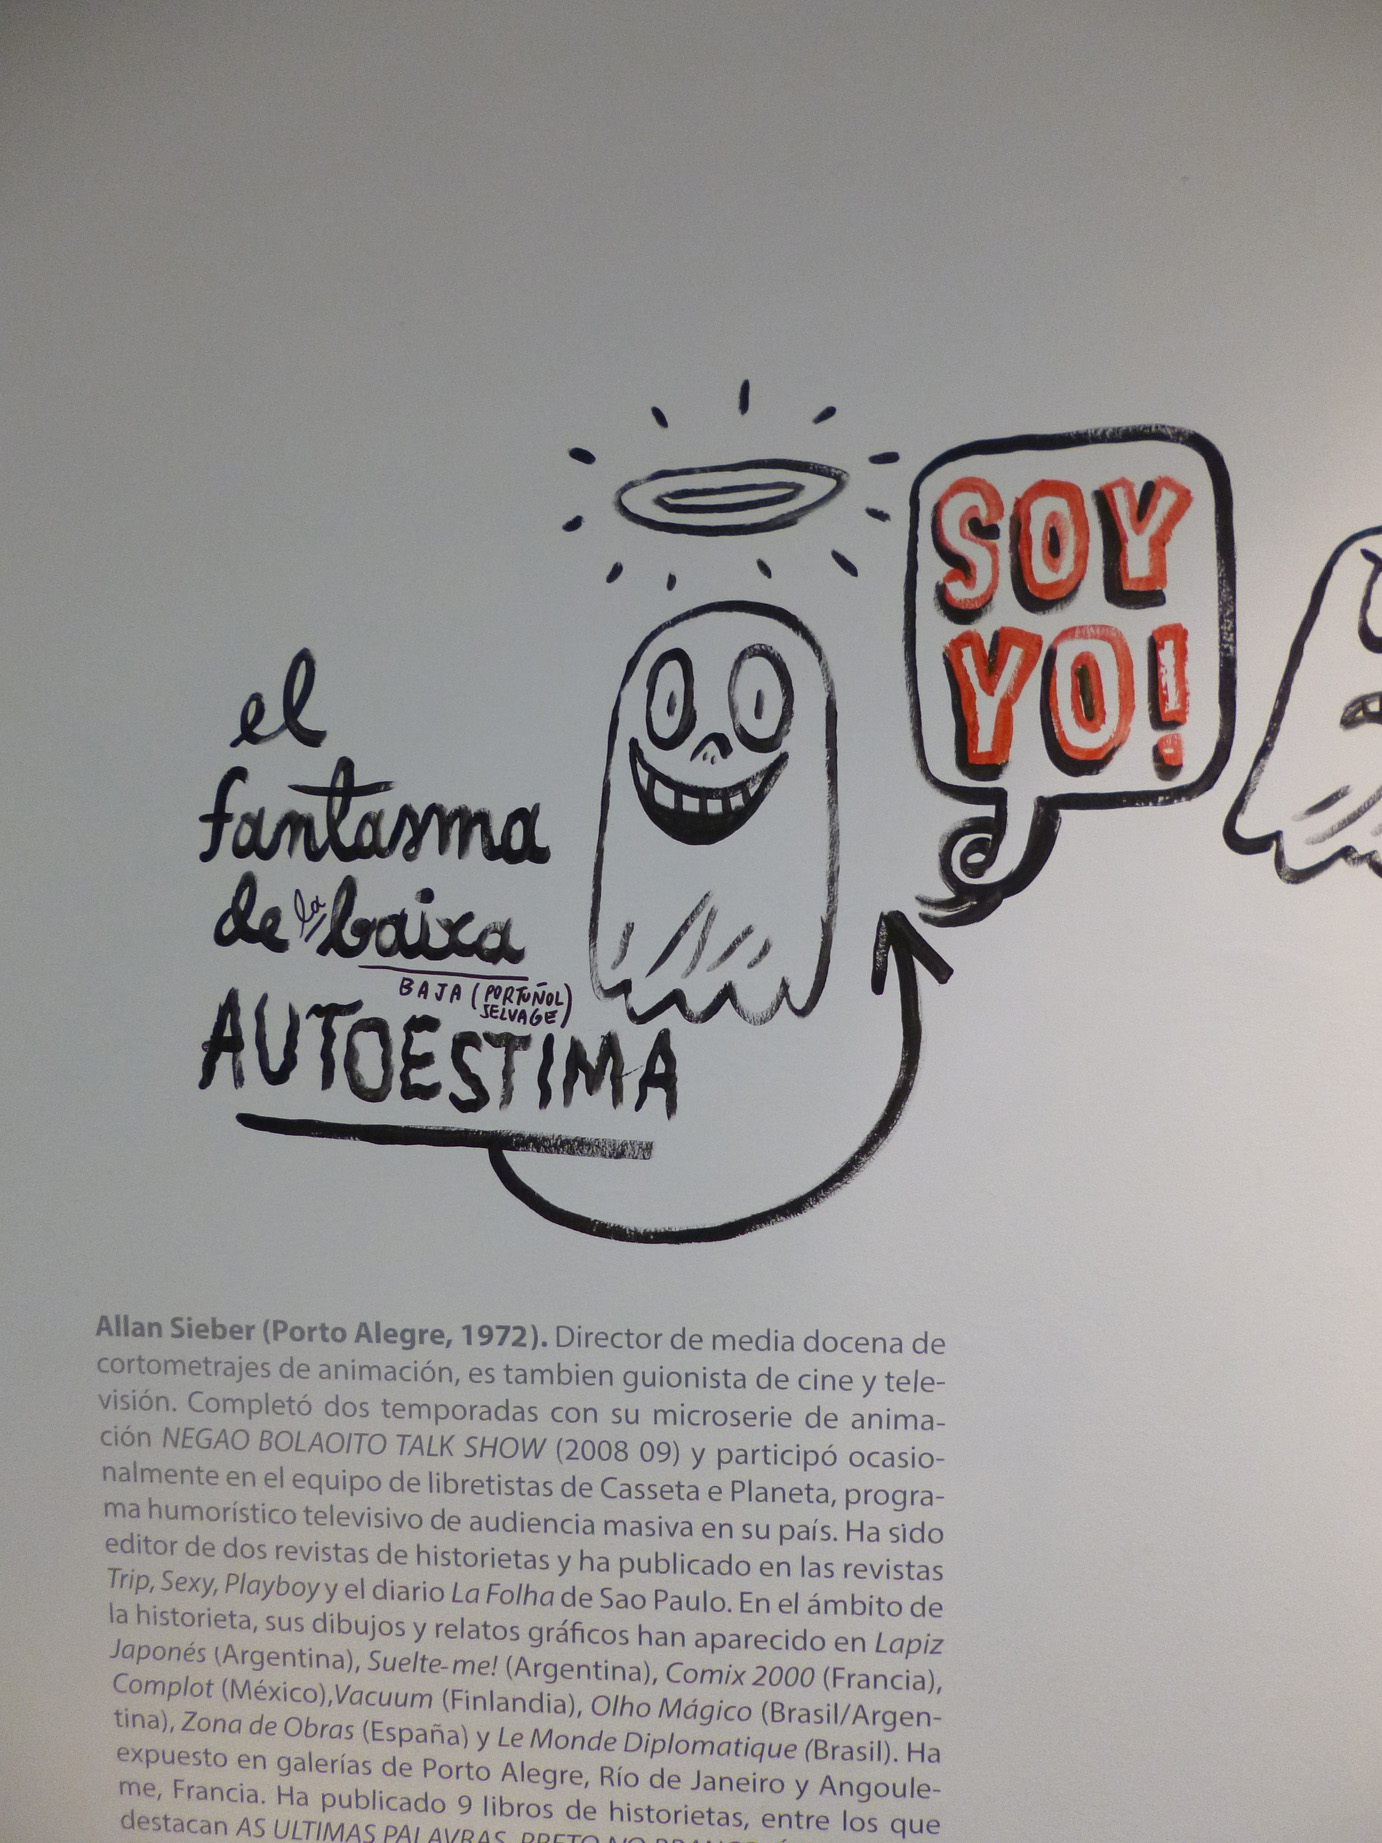 el
fantasma
de la baixa
BAJA (PORTUÑOL
SELVAGE)
AUTOESTIMA
SOY
YO!
Allan Sieber (Porto Alegre, 1972). Director de media docena de
cortometrajes de animación, es tambien guionista de cine y tele-
visión. Completó dos temporadas con su microserie de anima-
ción NEGAO BOLAOITO TALK SHOW (2008 09) y participó ocasio-
nalmente en el equipo de libretistas de Casseta e Planeta, progra-
ma humorístico televisivo de audiencia masiva en su país. Ha sido
editor de dos revistas de historietas y ha publicado en las revistas
Trip, Sexy, Playboy y el diario La Folha de Sao Paulo. En el ámbito de
la historieta, sus dibujos y relatos gráficos han aparecido en Lapiz
Japonés (Argentina), Suelte-me! (Argentina), Comix 2000 (Francia),
Complot (México),Vacuum (Finlandia), Olho Mágico (Brasil/Argen-
tina), Zona de Obras (España) y Le Monde Diplomatique (Brasil). Ha
expuesto en galerías de Porto Alegre, Río de Janeiro y Angoule-
me, Francia. Ha publicado 9 libros de historietas, entre los que
destacan AS ULTIMAS PALAVRAS, PRETO NO